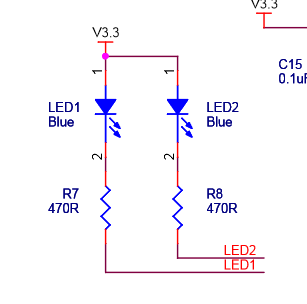 V3.3
V3.3
1
1
C15
0.1uF
LED1
Blue
LED2
Blue
2
2
R7
470R
R8
470R
LED2
LED1